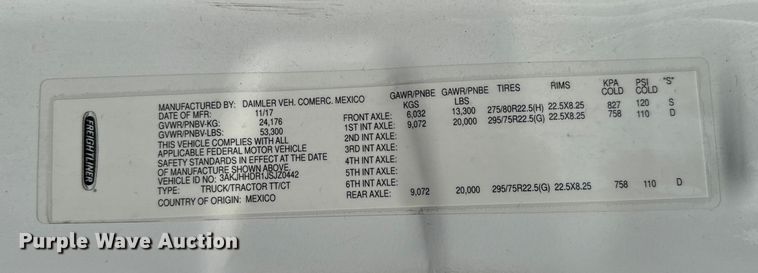 FREIGHTLINER
MANUFACTURED BY: DAIMLER VEH. COMERC. MEXICO
DATE OF MFR: 11/17
GVWR/PNBV-KG: 24,176
GVWR/PNBV-LBS: 53,300
THIS VEHICLE COMPLIES WITH ALL
APPLICABLE FEDERAL MOTOR VEHICLE
SAFETY STANDARDS IN EFFECT AT THE DATE
OF MANUFACTURE SHOWN ABOVE.
VEHICLE ID NO: 3AKJHHDR1JSJZ0442
TYPE: TRUCK/TRACTOR TT/CT
COUNTRY OF ORIGIN: MEXICO
GAWR/PNBE KGS GAWR/PNBE LBS TIRES RIMS KPA COLD PSI COLD "S"
FRONT AXLE: 6,032 13,300 275/80R22.5(H) 22.5X8.25 827 120 S
1ST INT AXLE: 9,072 20,000 295/75R22.5(G) 22.5X8.25 758 110 D
2ND INT AXLE:
3RD INT AXLE:
4TH INT AXLE:
5TH INT AXLE:
6TH INT AXLE:
REAR AXLE: 9,072 20,000 295/75R22.5(G) 22.5X8.25 758 110 D
Purple Wave Auction